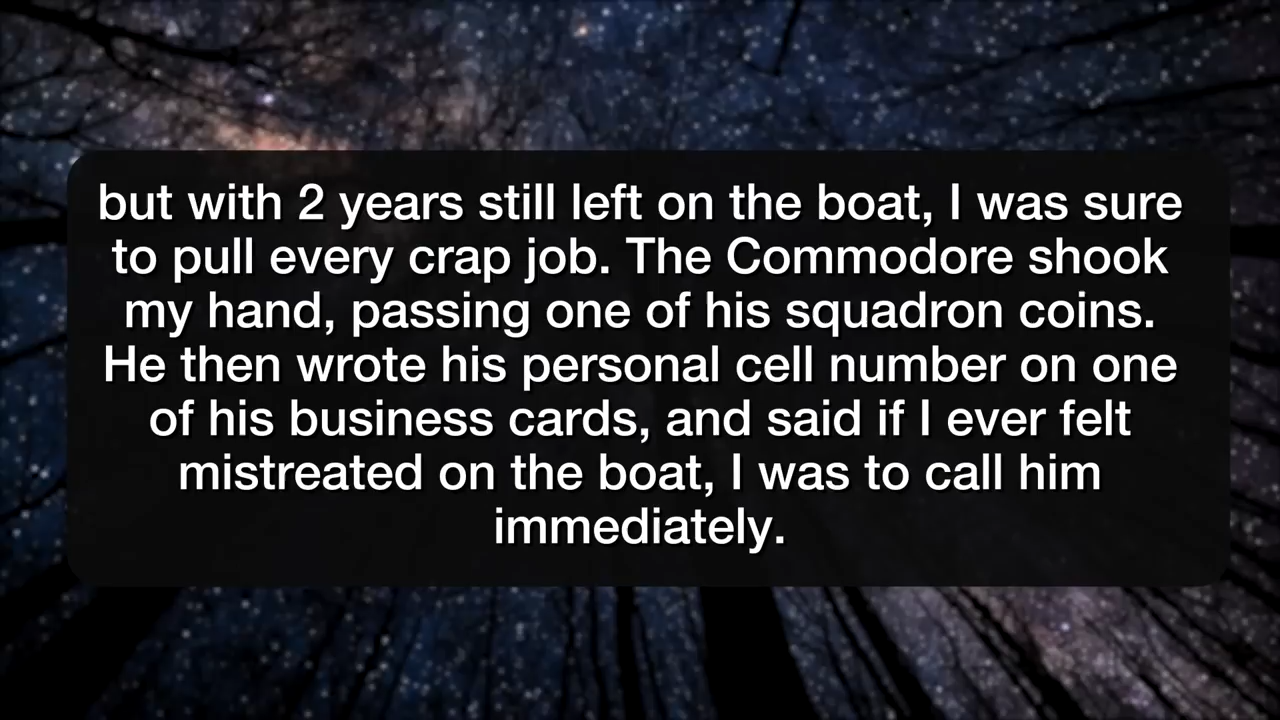 but with 2 years still left on the boat, I was sure
to pull every crap job. The Commodore shook
my hand, passing one of his squadron coins.
He then wrote his personal cell number on one
of his business cards, and said if I ever felt
mistreated on the boat, I was to call him
immediately.